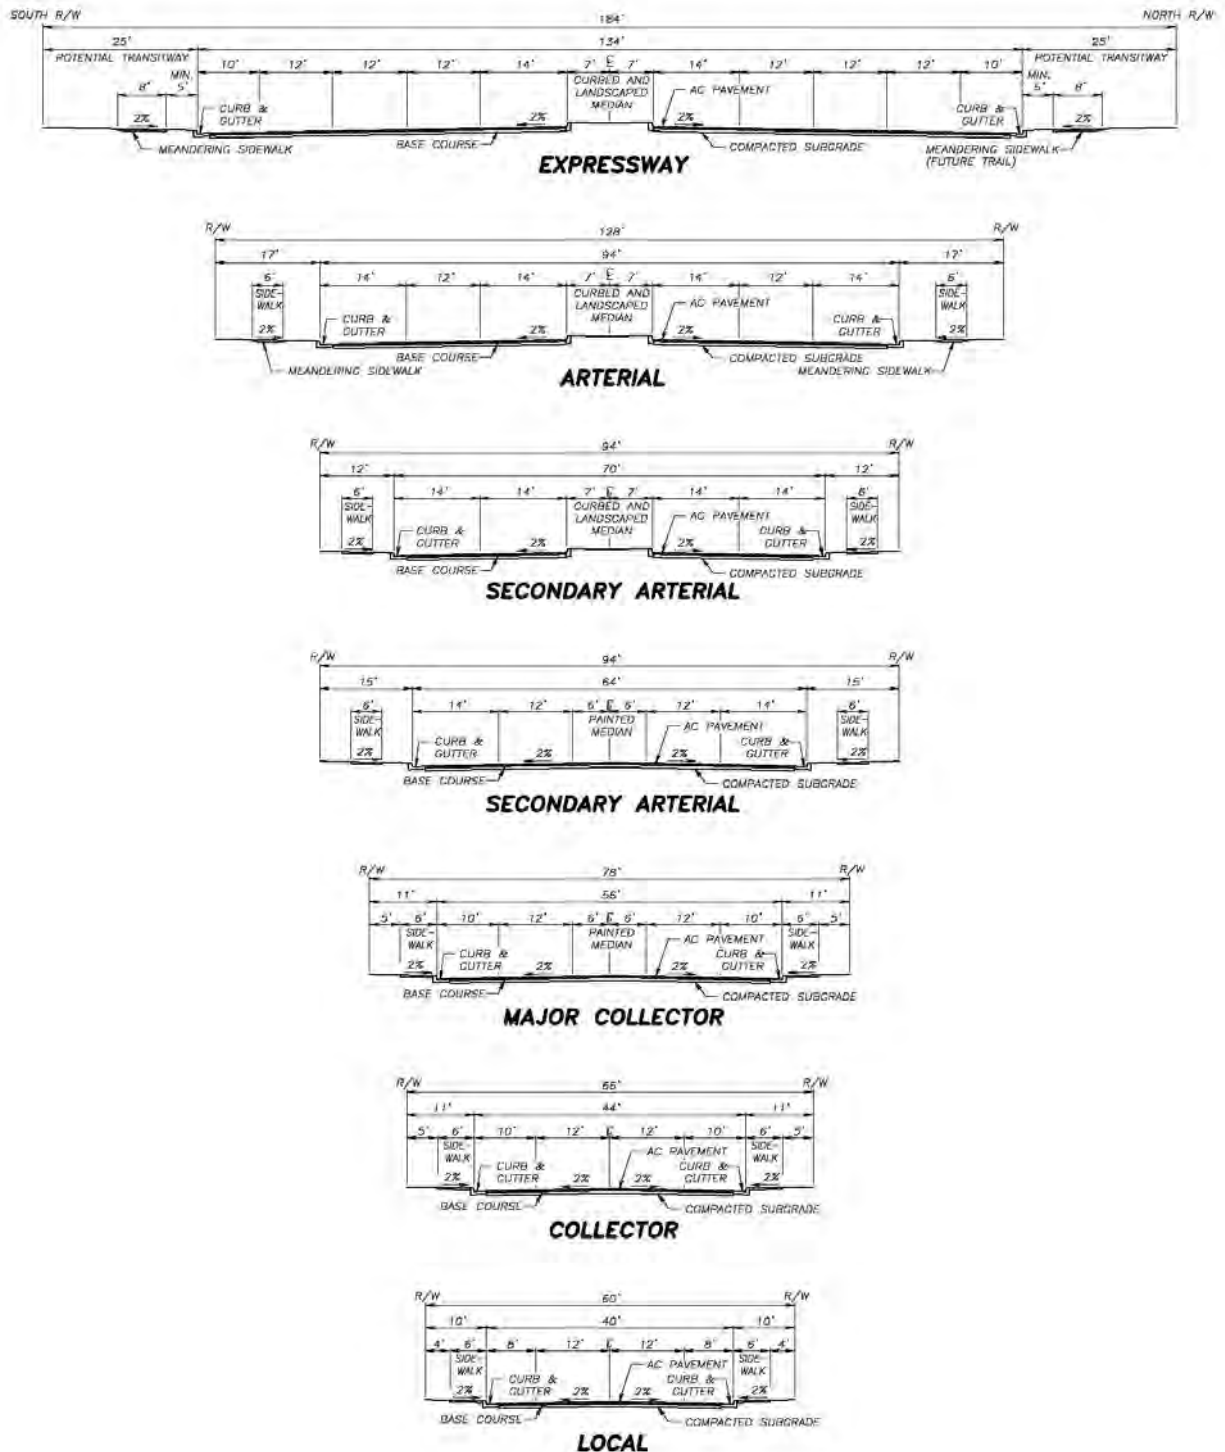 SOUTH R/W 184' NORTH R/W
25' 134' 25'
POTENTIAL TRANSITWAY 10' 12' 12' 12' 14' 7' ℄ 7' 14' 12' 12' 12' 10' POTENTIAL TRANSITWAY
MIN. CURBED AND MIN.
8' 5' LANDSCAPED AC PAVEMENT 5' 8'
CURB & MEDIAN CURB &
2% GUTTER 2% 2% GUTTER 2%
MEANDERING SIDEWALK BASE COURSE COMPACTED SUBGRADE MEANDERING SIDEWALK
(FUTURE TRAIL)
EXPRESSWAY
R/W 128' R/W
17' 94' 17'
6' 14' 12' 14' 7' ℄ 7' 14' 12' 14' 6'
SIDE- CURBED AND SIDE-
WALK LANDSCAPED AC PAVEMENT WALK
CURB & MEDIAN CURB &
2% GUTTER 2% 2% GUTTER 2%
BASE COURSE COMPACTED SUBGRADE
MEANDERING SIDEWALK MEANDERING SIDEWALK
ARTERIAL
R/W 94' R/W
12' 70' 12'
6' 14' 14' 7' ℄ 7' 14' 14' 6'
SIDE- CURBED AND SIDE-
WALK LANDSCAPED AC PAVEMENT WALK
CURB & MEDIAN CURB &
2% GUTTER 2% 2% GUTTER 2%
BASE COURSE COMPACTED SUBGRADE
SECONDARY ARTERIAL
R/W 94' R/W
15' 64' 15'
6' 14' 12' 6' ℄ 6' 12' 14' 6'
SIDE- PAINTED SIDE-
WALK MEDIAN AC PAVEMENT WALK
CURB & CURB &
2% GUTTER 2% 2% GUTTER 2%
BASE COURSE COMPACTED SUBGRADE
SECONDARY ARTERIAL
R/W 78' R/W
11' 56' 11'
5' 6' 10' 12' 6' ℄ 6' 12' 10' 6' 5'
SIDE- PAINTED SIDE-
WALK MEDIAN AC PAVEMENT WALK
CURB & CURB &
2% GUTTER 2% 2% GUTTER 2%
BASE COURSE COMPACTED SUBGRADE
MAJOR COLLECTOR
R/W 66' R/W
11' 44' 11'
5' 6' 10' 12' ℄ 12' 10' 6' 5'
SIDE- AC PAVEMENT SIDE-
WALK CURB & CURB & WALK
2% GUTTER 2% 2% GUTTER 2%
BASE COURSE COMPACTED SUBGRADE
COLLECTOR
R/W 60' R/W
10' 40' 10'
4' 6' 8' 12' ℄ 12' 8' 6' 4'
SIDE- AC PAVEMENT SIDE-
WALK CURB & CURB & WALK
2% GUTTER 2% 2% GUTTER 2%
BASE COURSE COMPACTED SUBGRADE
LOCAL